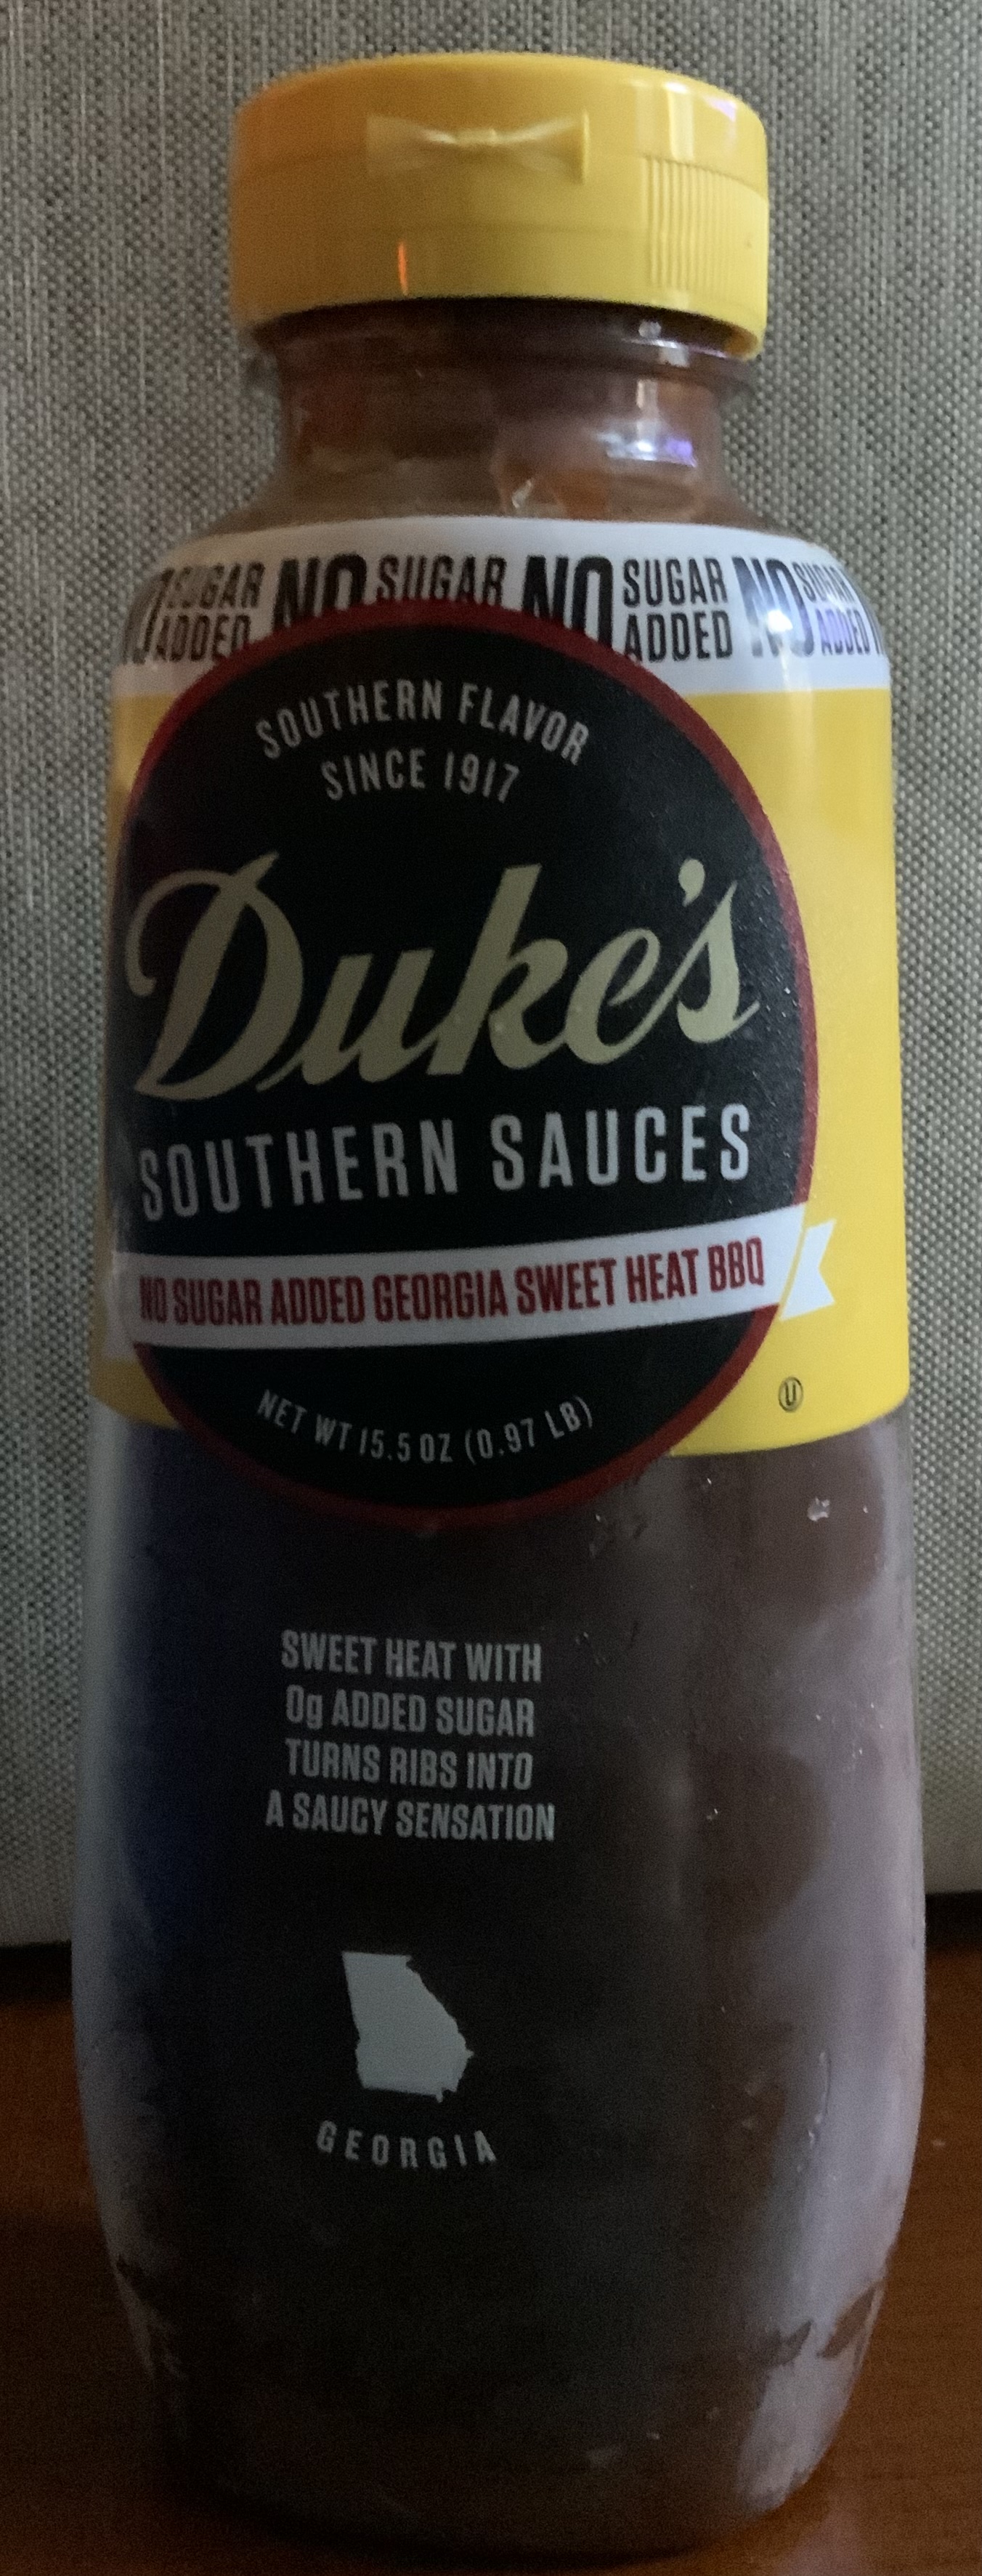 SUGAR NO SUGAR NO SUGAR NO SUGAR
ADDED ADDED ADDED
SOUTHERN FLAVOR
SINCE 1917
Duke's
SOUTHERN SAUCES
NO SUGAR ADDED GEORGIA SWEET HEAT BBQ
U
NET WT 15.5 OZ (0.97 LB)
SWEET HEAT WITH
0g ADDED SUGAR
TURNS RIBS INTO
A SAUCY SENSATION
GEORGIA